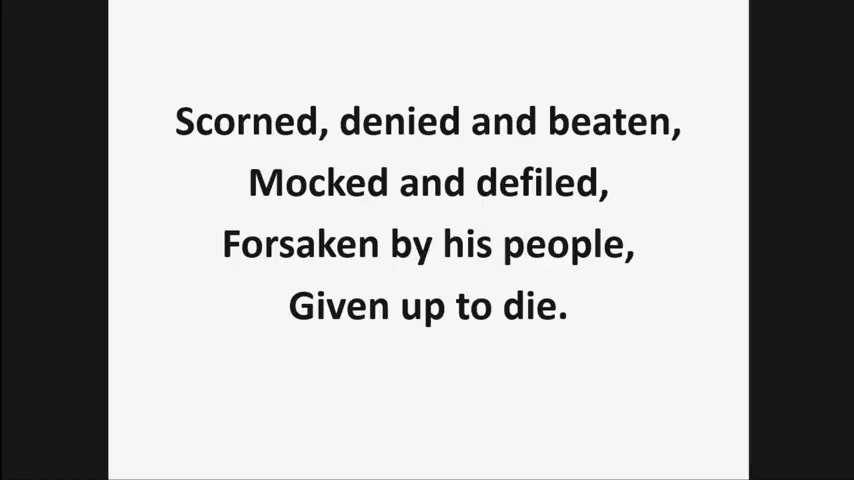 Scorned, denied and beaten,
Mocked and defiled,
Forsaken by his people,
Given up to die.